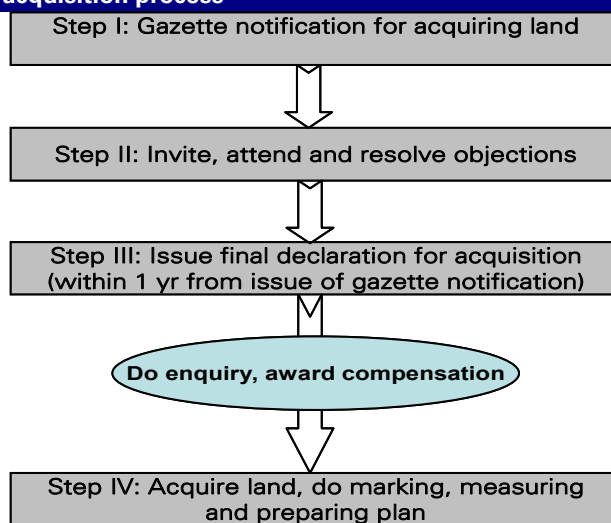 acquisition process
Step I: Gazette notification for acquiring land
Step II: Invite, attend and resolve objections
Step III: Issue final declaration for acquisition
(within 1 yr from issue of gazette notification)
Do enquiry, award compensation
Step IV: Acquire land, do marking, measuring
and preparing plan